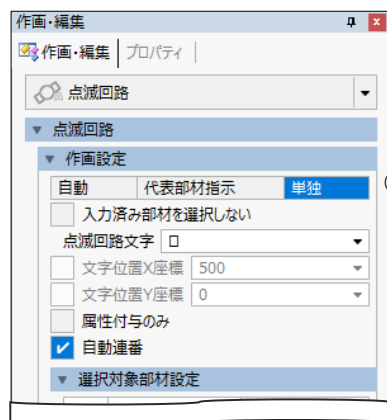 作画・編集
作画・編集 プロパティ
点滅回路
点滅回路
作画設定
自動 代表部材指示 単独
入力済み部材を選択しない
点滅回路文字 ロ
文字位置X座標 500
文字位置Y座標 0
属性付与のみ
自動連番
選択対象部材設定